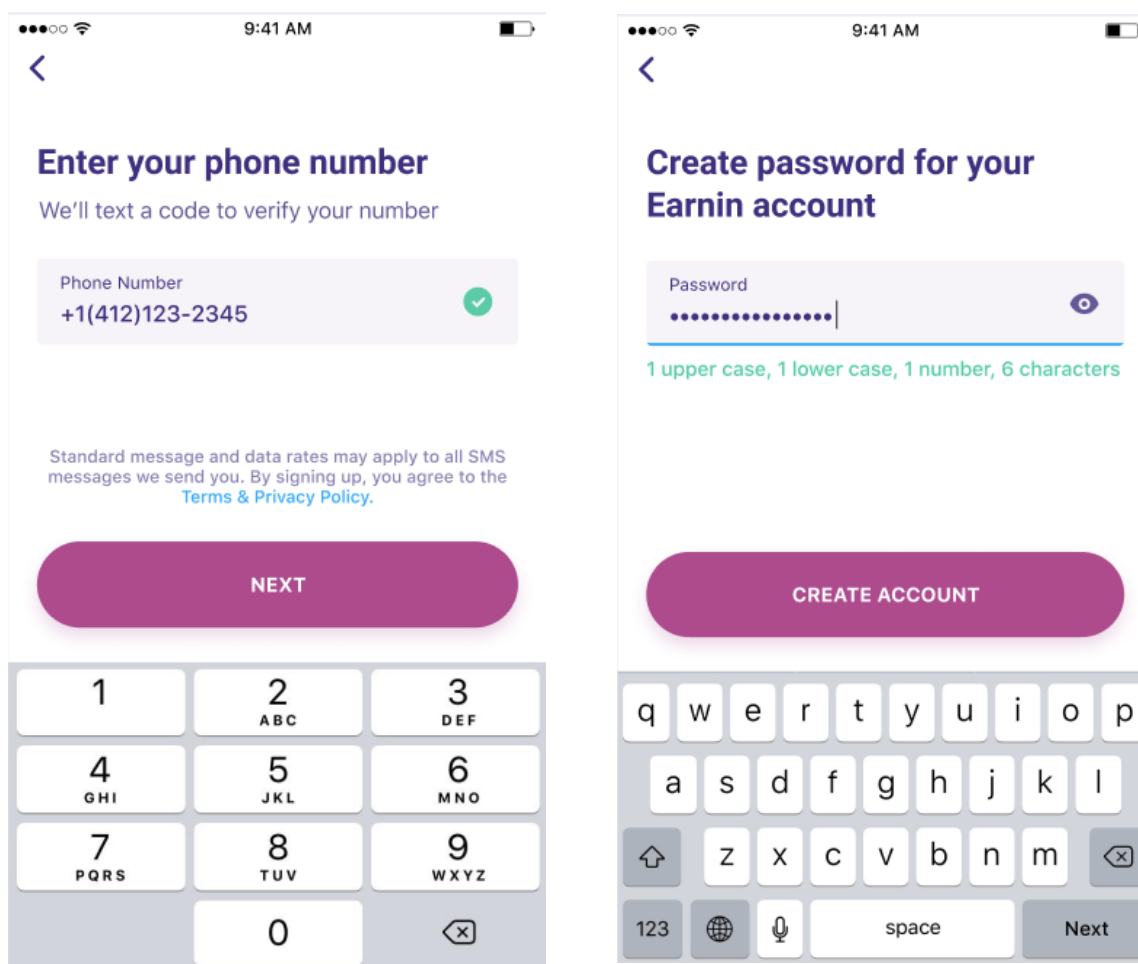 9:41 AM
Enter your phone number
We'll text a code to verify your number
Phone Number
+1(412)123-2345
Standard message and data rates may apply to all SMS
messages we send you. By signing up, you agree to the
Terms & Privacy Policy.
NEXT
1 2 3
ABC DEF
4 5 6
GHI JKL MNO
7 8 9
PQRS TUV WXYZ
0
9:41 AM
Create password for your
Earnin account
Password
••••••••••••••••
1 upper case, 1 lower case, 1 number, 6 characters
CREATE ACCOUNT
q w e r t y u i o p
a s d f g h j k l
z x c v b n m
123 space Next